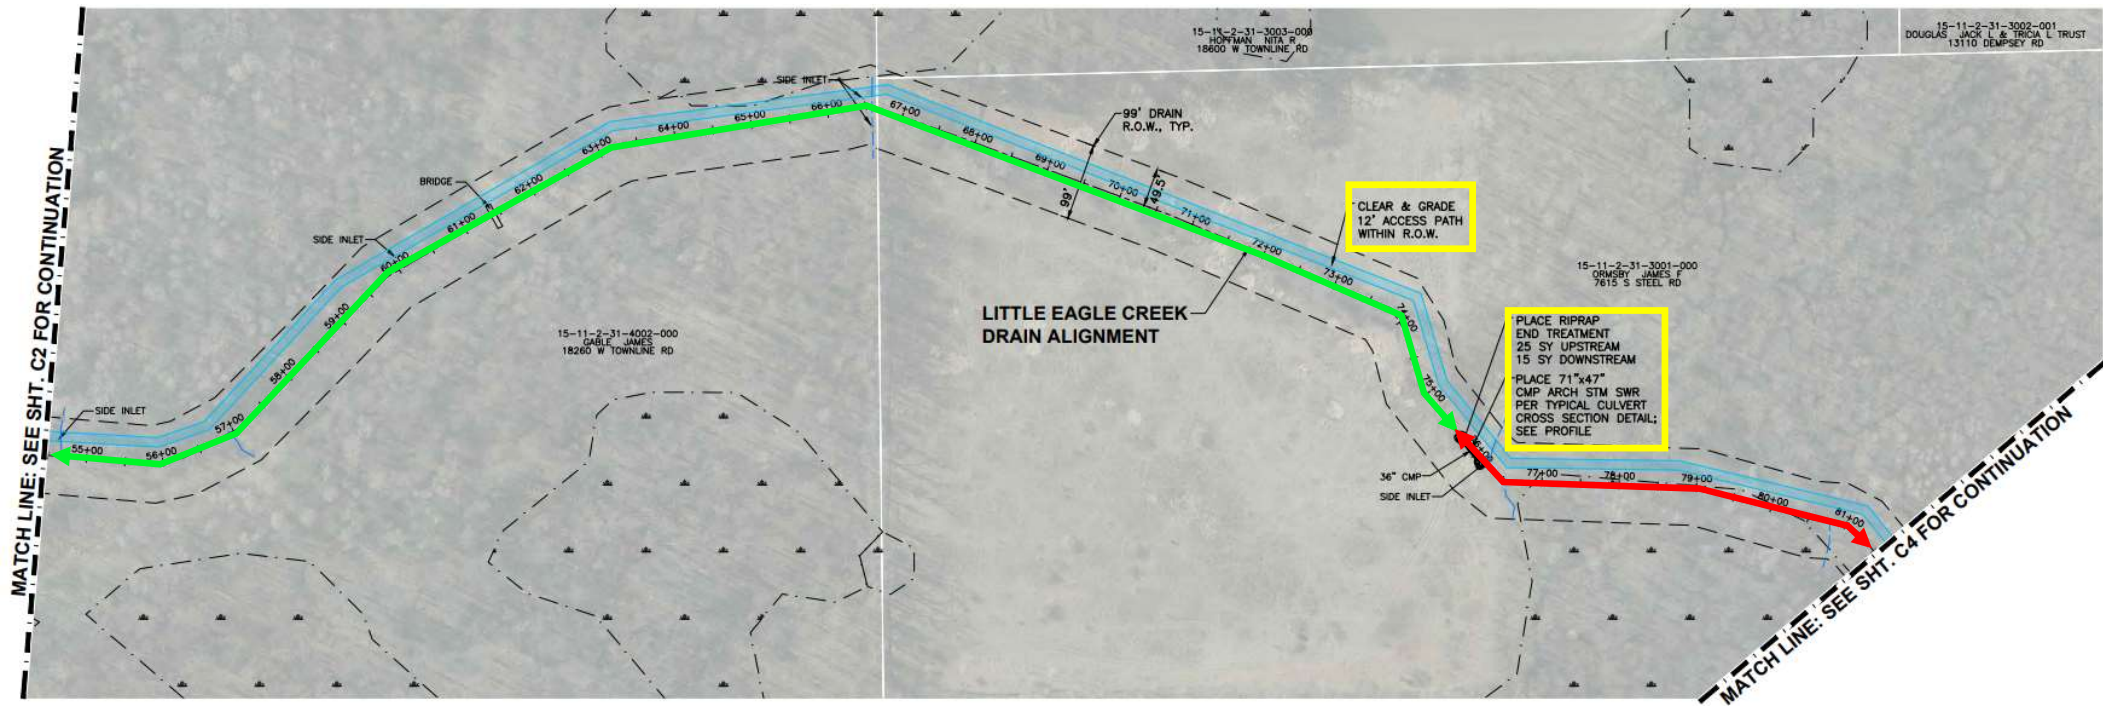 15-11-2-31-3003-000
HOFFMAN NITA R
18600 W TOWNLINE RD
15-11-2-31-3002-001
DOUGLAS JACK L & TRICIA L TRUST
13110 DEMPSEY RD
SIDE INLET
99' DRAIN
R.O.W., TYP.
99'
49.5'
BRIDGE
SIDE INLET
CLEAR & GRADE
12' ACCESS PATH
WITHIN R.O.W.
15-11-2-31-3001-000
ORMSBY JAMES F
7615 S STEEL RD
LITTLE EAGLE CREEK
DRAIN ALIGNMENT
15-11-2-31-4002-000
GABLE JAMES
18260 W TOWNLINE RD
PLACE RIPRAP
END TREATMENT
25 SY UPSTREAM
15 SY DOWNSTREAM
PLACE 71"x47"
CMP ARCH STM SWR
PER TYPICAL CULVERT
CROSS SECTION DETAIL;
SEE PROFILE
36" CMP
SIDE INLET
SIDE INLET
55+00
56+00
57+00
58+00
59+00
60+00
61+00
62+00
63+00
64+00
65+00
66+00
67+00
68+00
69+00
70+00
71+00
72+00
73+00
74+00
75+00
77+00
78+00
79+00
80+00
81+00
MATCH LINE: SEE SHT. C2 FOR CONTINUATION
MATCH LINE: SEE SHT. C4 FOR CONTINUATION